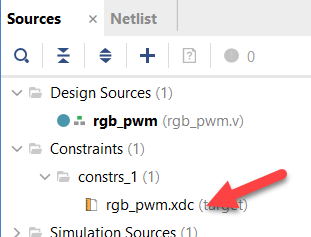 Sources × Netlist
0
Design Sources (1)
rgb_pwm (rgb_pwm.v)
Constraints (1)
constrs_1 (1)
rgb_pwm.xdc (target)
Simulation Sources (1)